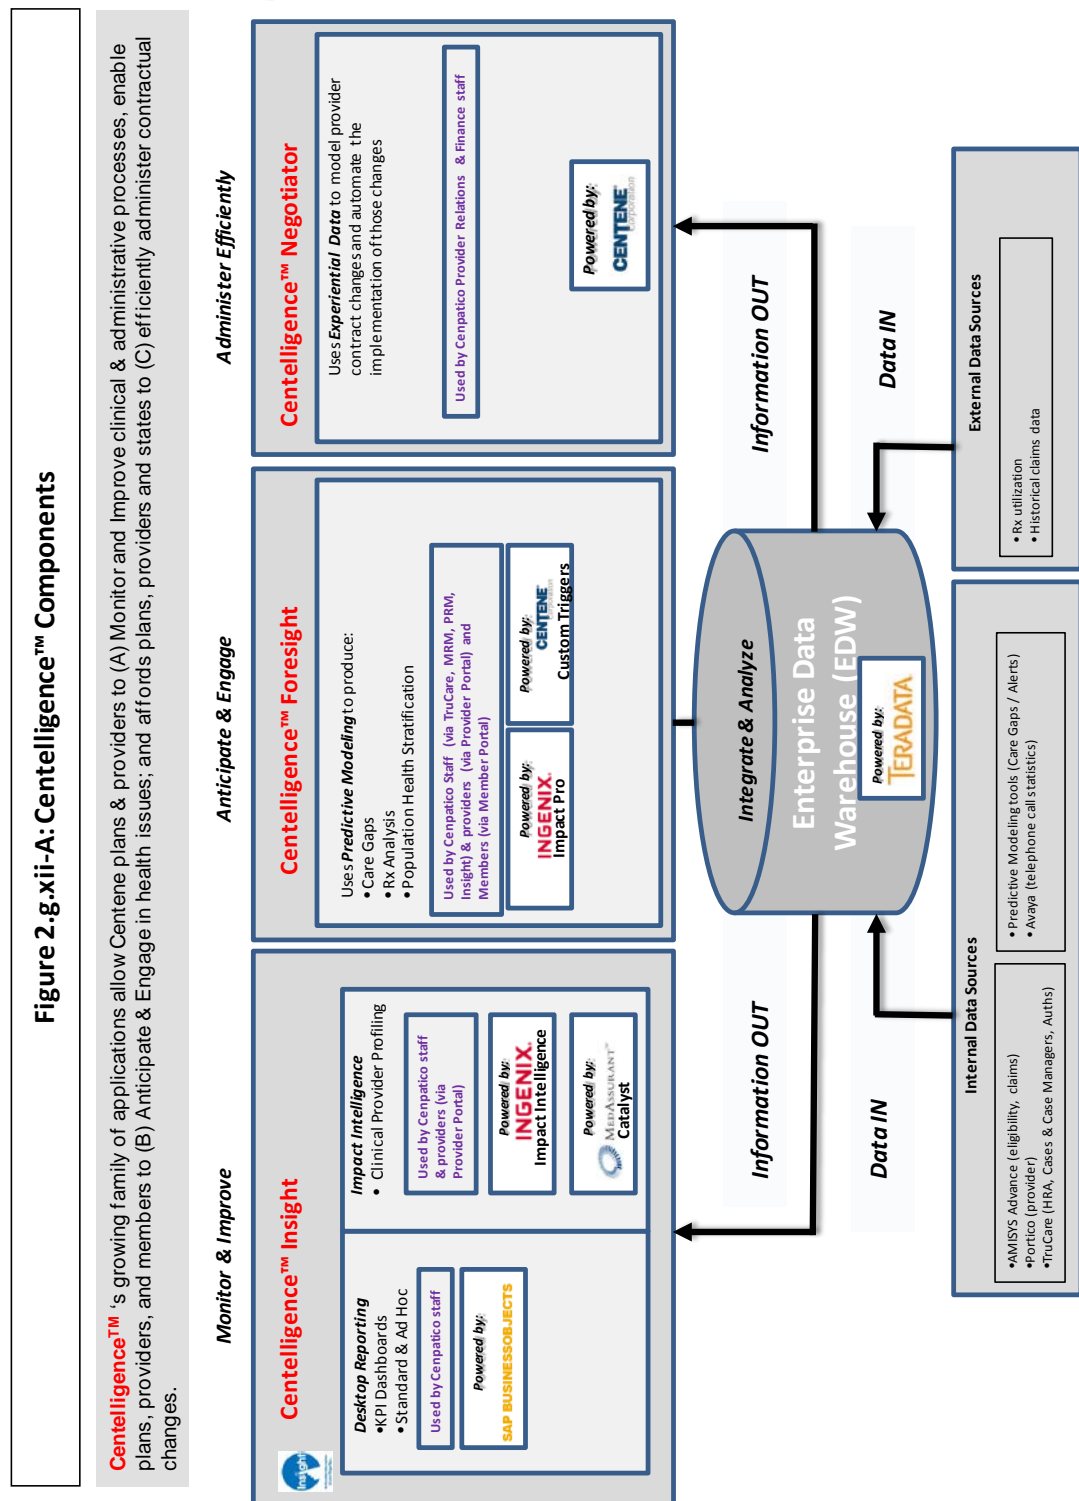 Figure 2.g.xii-A: Centelligence™ Components
Centelligence™ ‘s growing family of applications allow Centene plans & providers to (A) Monitor and Improve clinical & administrative processes, enable
plans, providers, and members to (B) Anticipate & Engage in health issues; and affords plans, providers and states to (C) efficiently administer contractual
changes.
Monitor & Improve
Anticipate & Engage
Administer Efficiently
Insight
Centelligence™ Insight
Desktop Reporting
•KPI Dashboards
•Standard & Ad Hoc
Used by Cenpatico staff
Powered by:
SAP BUSINESSOBJECTS
Impact Intelligence
• Clinical Provider Profiling
Used by Cenpatico staff
& providers (via
Provider Portal)
Powered by:
INGENIX.
Impact Intelligence
Powered by:
MEDASSURANT™
Catalyst
Centelligence™ Foresight
Uses Predictive Modeling to produce:
•Care Gaps
•Rx Analysis
•Population Health Stratification
Used by Cenpatico Staff (via TruCare, MRM, PRM,
Insight) & providers (via Provider Portal) and
Members (via Member Portal)
Powered by:
INGENIX.
Impact Pro
Powered by:
CENTENE
Corporation
Custom Triggers
Centelligence™ Negotiator
Uses Experiential Data to model provider
contract changes and automate the
implementation of those changes
Used by Cenpatico Provider Relations & Finance staff
Powered by:
CENTENE
Corporation
Information OUT
Information OUT
Integrate & Analyze
Enterprise Data
Warehouse (EDW)
Powered by:
TERADATA
Data IN
Data IN
Internal Data Sources
•AMISYS Advance (eligibility, claims)
•Portico (provider)
•TruCare (HRA, Cases & Case Managers, Auths)
•Predictive Modeling tools (Care Gaps / Alerts)
•Avaya (telephone call statistics)
External Data Sources
•Rx utilization
•Historical claims data